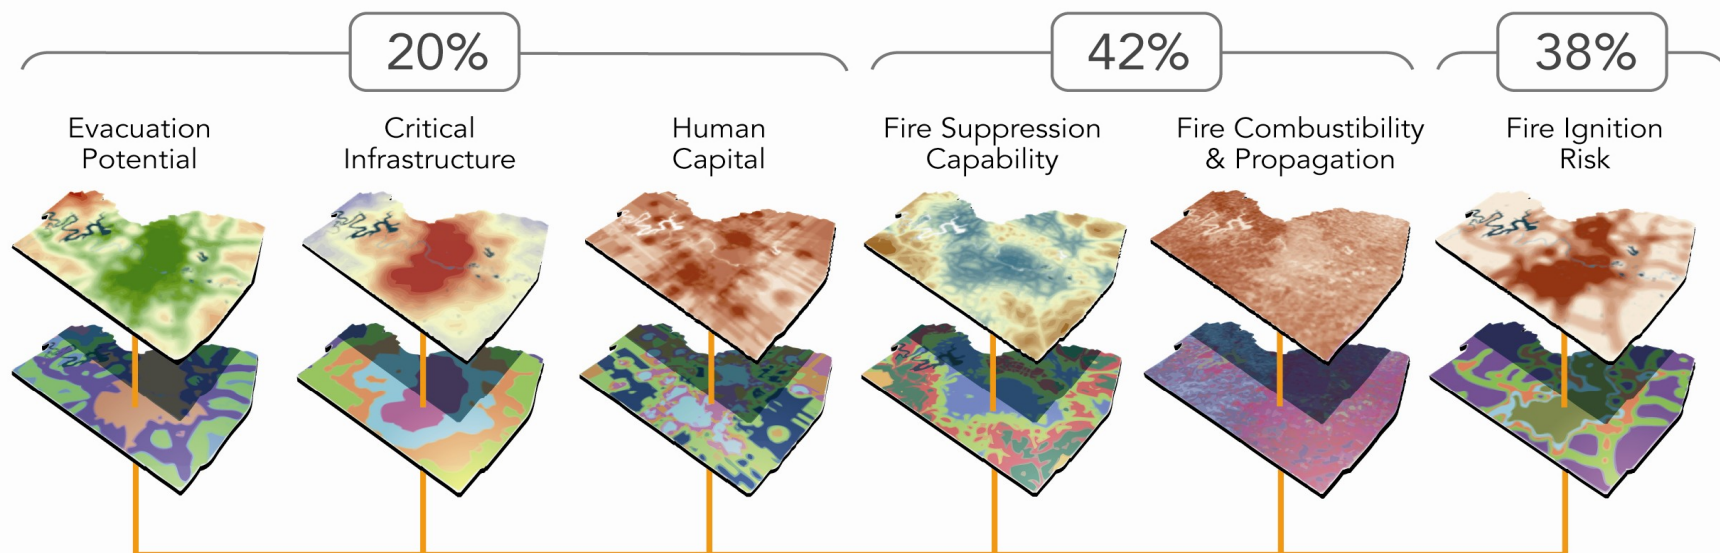 20%
42%
38%
Evacuation
Potential
Critical
Infrastructure
Human
Capital
Fire Suppression
Capability
Fire Combustibility
& Propagation
Fire Ignition
Risk